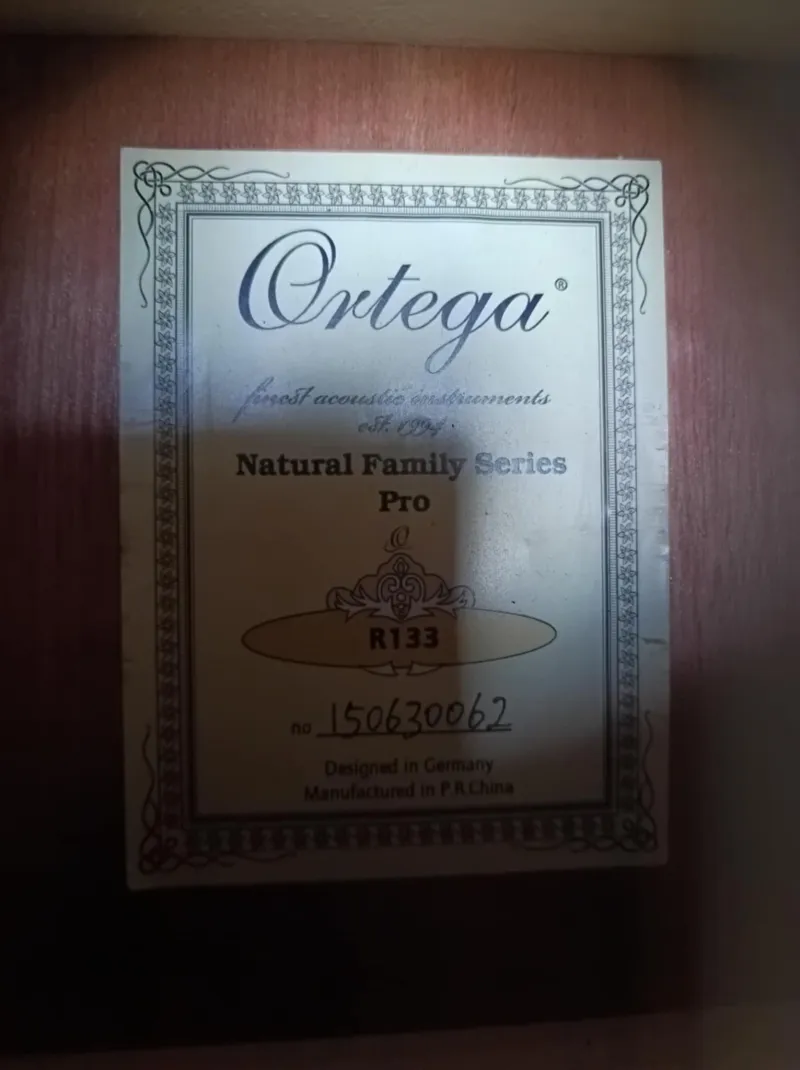 Ortega®
finest acoustic instruments
est. 1994
Natural Family Series
Pro
R133
no 150630062
Designed in Germany
Manufactured in P.R.China